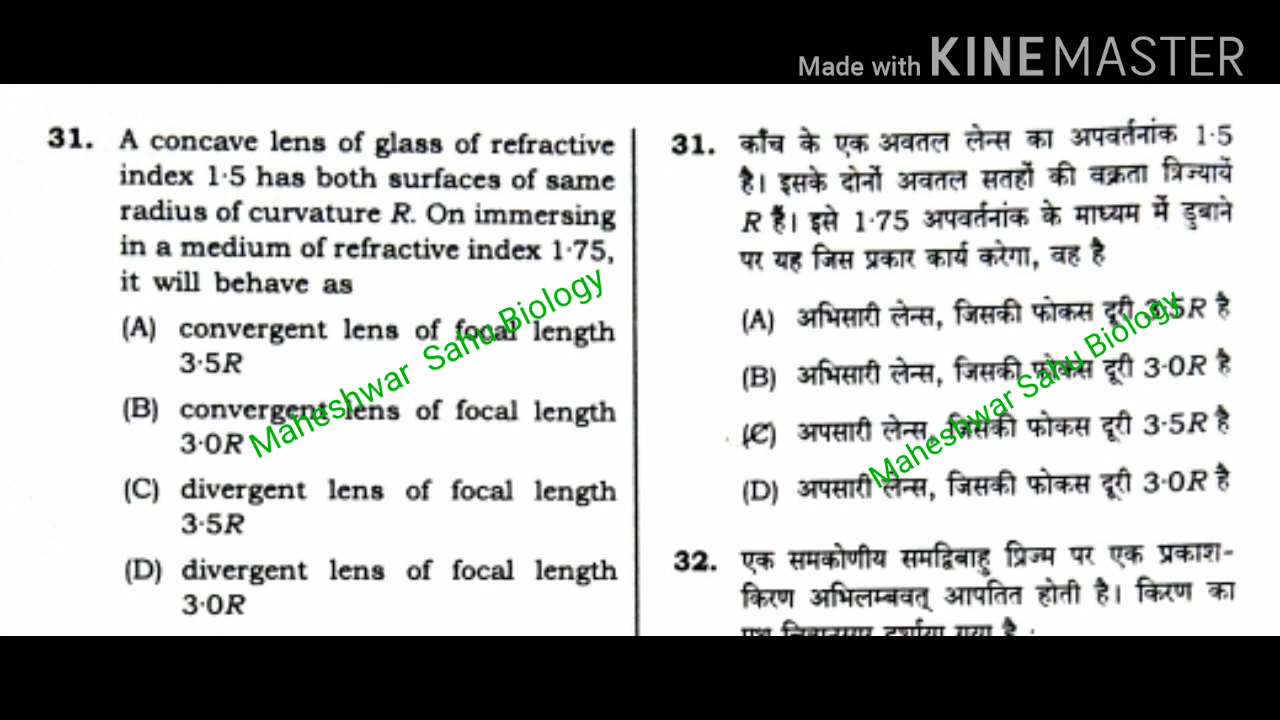 Made with KINEMASTER
31. A concave lens of glass of refractive
index 1·5 has both surfaces of same
radius of curvature R. On immersing
in a medium of refractive index 1·75,
it will behave as
(A) convergent lens of focal length
3·5R
(B) convergent lens of focal length
3·0R
(C) divergent lens of focal length
3·5R
(D) divergent lens of focal length
3·0R
Maheshwar Sahu Biology
31. काँच के एक अवतल लेन्स का अपवर्तनांक 1·5
है। इसके दोनों अवतल सतहों की वक्रता त्रिज्यायें
R हैं। इसे 1·75 अपवर्तनांक के माध्यम में डुबाने
पर यह जिस प्रकार कार्य करेगा, वह है
(A) अभिसारी लेन्स, जिसकी फोकस दूरी 3·5R है
(B) अभिसारी लेन्स, जिसकी फोकस दूरी 3·0R है
(C) अपसारी लेन्स, जिसकी फोकस दूरी 3·5R है
(D) अपसारी लेन्स, जिसकी फोकस दूरी 3·0R है
Maheshwar Sahu Biology
32. एक समकोणीय समद्विबाहु प्रिज्म पर एक प्रकाश-
किरण अभिलम्बवत् आपतित होती है। किरण का